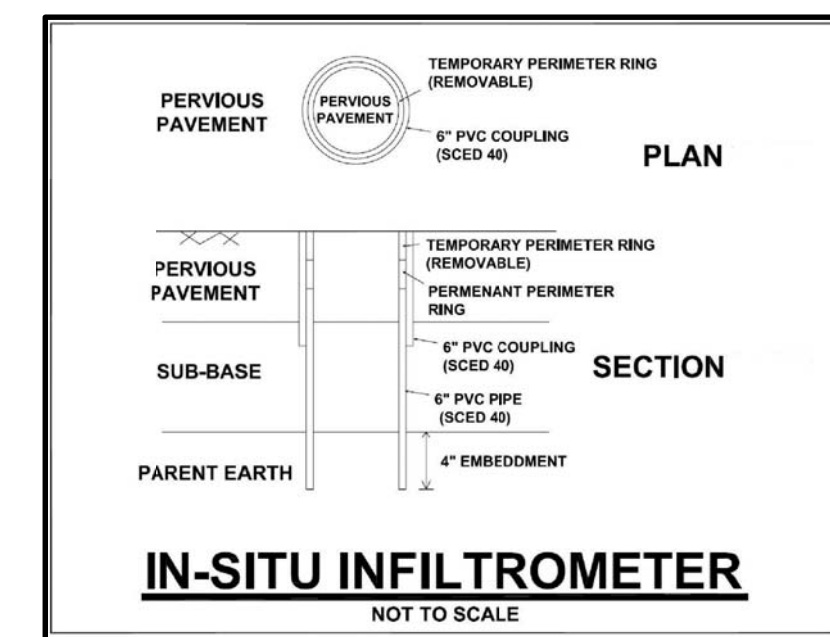 TEMPORARY PERIMETER RING
(REMOVABLE)
PERVIOUS
PAVEMENT
PERVIOUS
PAVEMENT
6" PVC COUPLING
(SCED 40)
PLAN
TEMPORARY PERIMETER RING
(REMOVABLE)
PERVIOUS
PAVEMENT
PERMENANT PERIMETER
RING
6" PVC COUPLING
(SCED 40)
SECTION
SUB-BASE
6" PVC PIPE
(SCED 40)
4" EMBEDDMENT
PARENT EARTH
IN-SITU INFILTROMETER
NOT TO SCALE